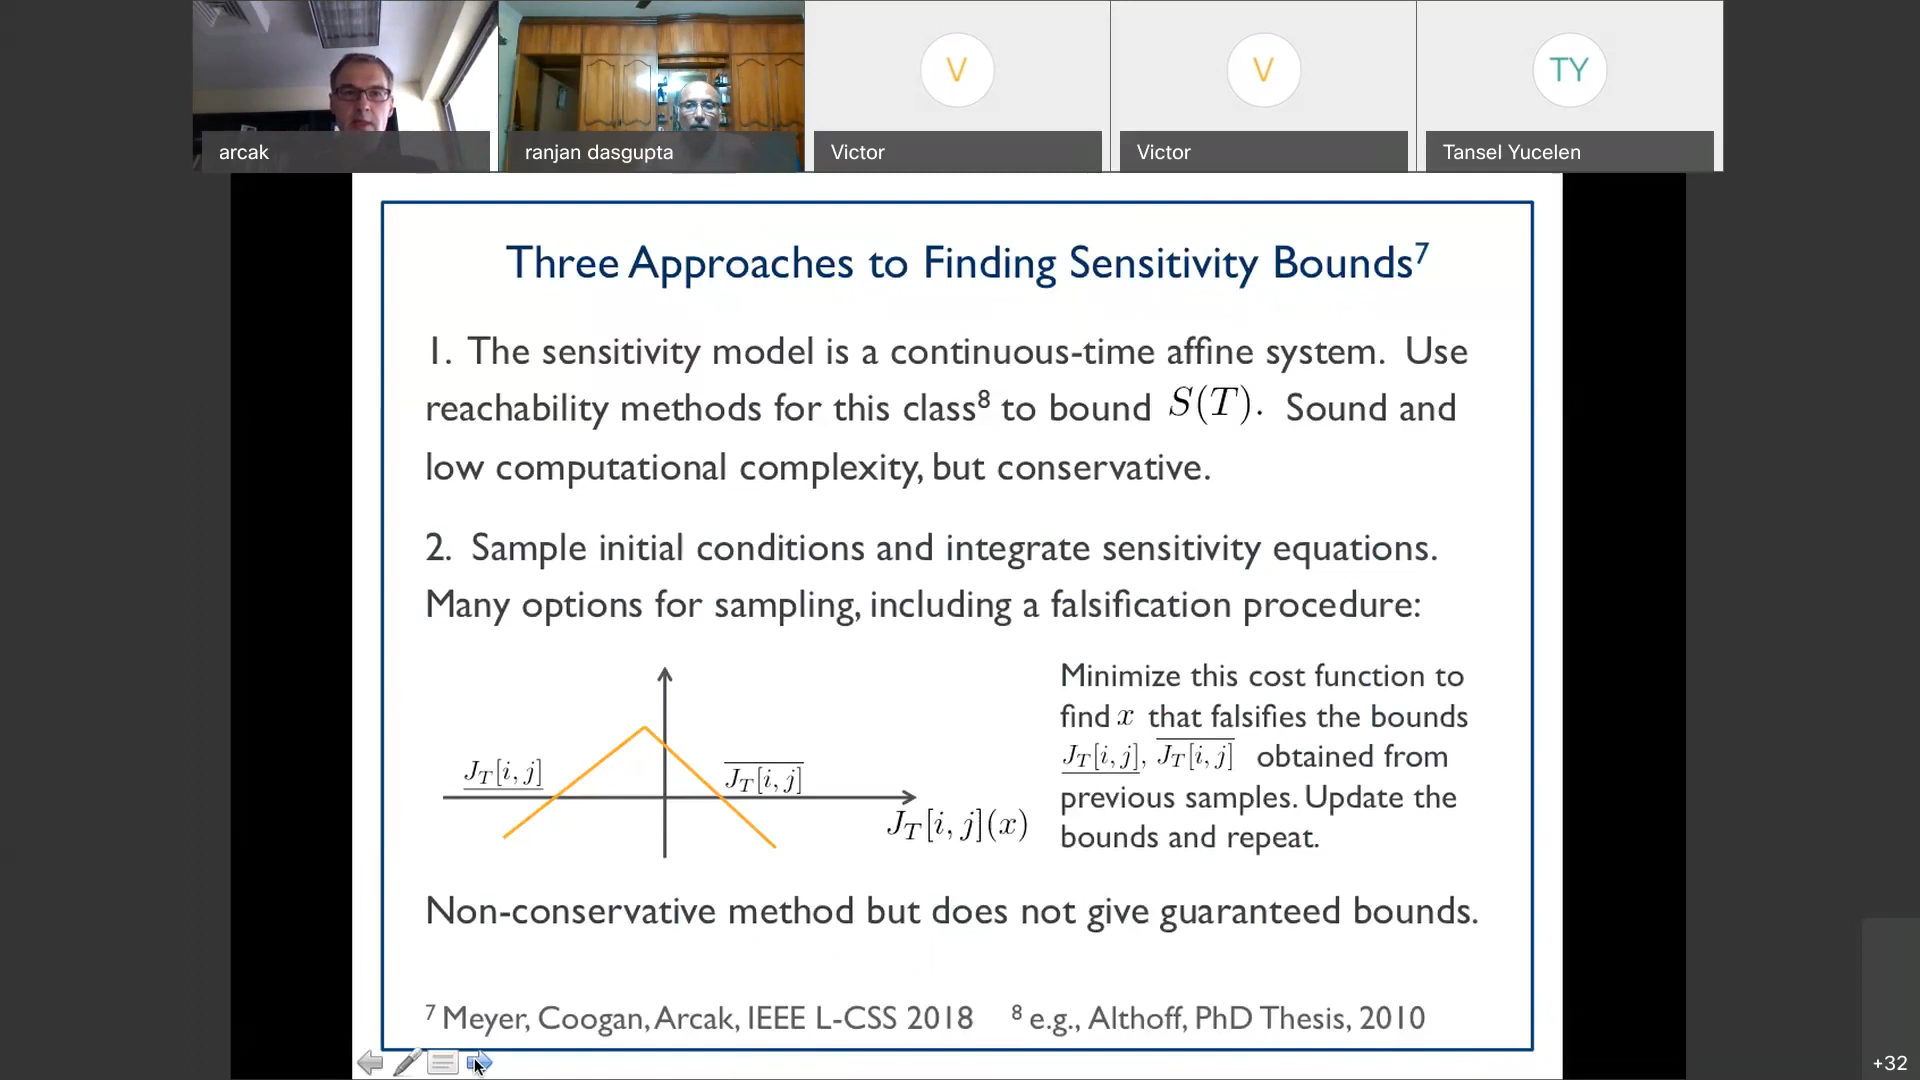 V
V
TY
arcak
ranjan dasgupta
Victor
Victor
Tansel Yucelen
Three Approaches to Finding Sensitivity Bounds⁷
1. The sensitivity model is a continuous-time affine system. Use
reachability methods for this class⁸ to bound S(T). Sound and
low computational complexity, but conservative.
2. Sample initial conditions and integrate sensitivity equations.
Many options for sampling, including a falsification procedure:
J_T[i, j]
J_T[i, j]
J_T[i, j](x)
Minimize this cost function to
find x that falsifies the bounds
J_T[i, j], J_T[i, j] obtained from
previous samples. Update the
bounds and repeat.
Non-conservative method but does not give guaranteed bounds.
⁷ Meyer, Coogan, Arcak, IEEE L-CSS 2018 ⁸ e.g., Althoff, PhD Thesis, 2010
+32